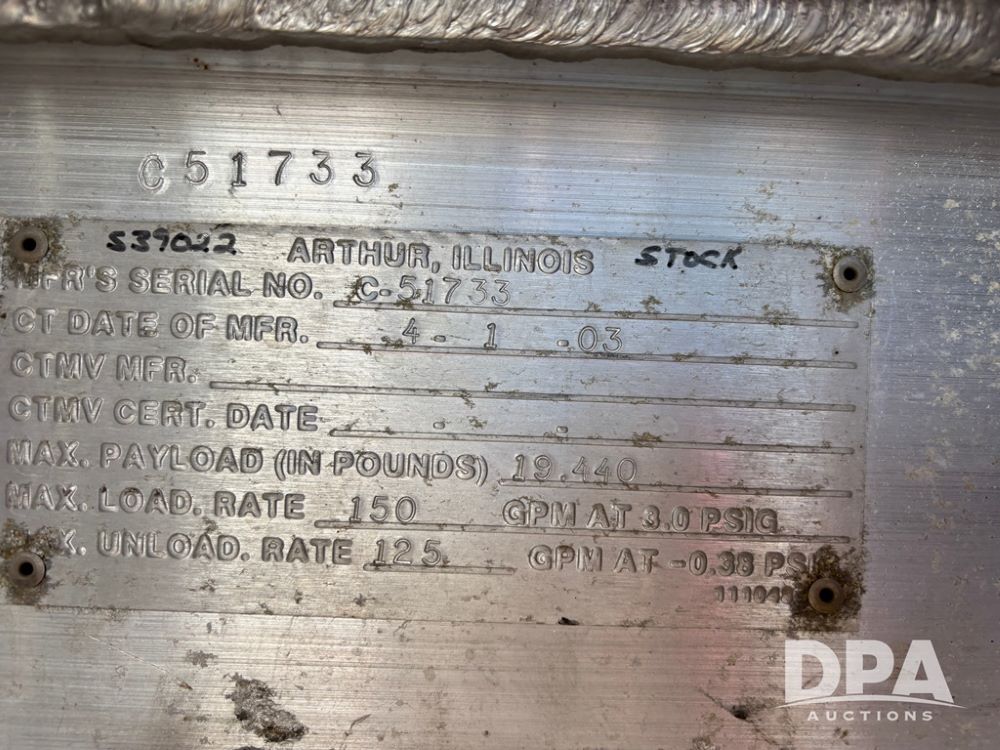 C51733
S39022 ARTHUR, ILLINOIS STOCK
MFR'S SERIAL NO. C-51733
CT DATE OF MFR. 4- 1 -03
CTMV MFR.
CTMV CERT. DATE - -
MAX. PAYLOAD (IN POUNDS) 19.440
MAX. LOAD. RATE 150 GPM AT 3.0 PSIG
UNLOAD. RATE 125 GPM AT -0.38
DPA
AUCTIONS